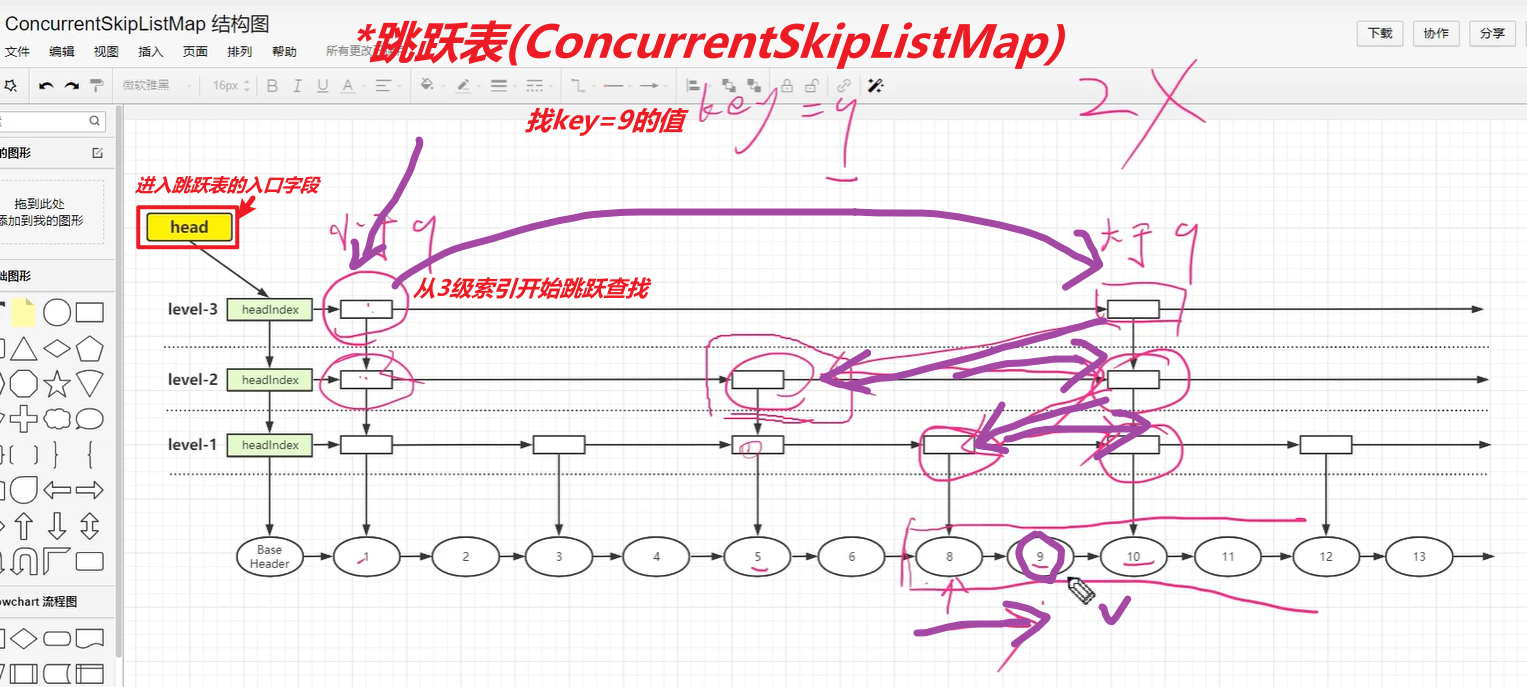 ConcurrentSkipListMap 结构图
*跳跃表(ConcurrentSkipListMap)
下载 协作 分享
文件 编辑 视图 插入 页面 排列 帮助 所有更改
微软雅黑 16px B I U A
找key=9的值 key = 9 2
的图形
进入跳跃表的入口字段
拖到此处
添加到我的图形
head
小于 9 大于 9
础图形
从3级索引开始跳跃查找
level-3 headIndex
level-2 headIndex
level-1 headIndex
Base
Header
1 2 3 4 5 6 8 9 10 11 12 13
owchart 流程图